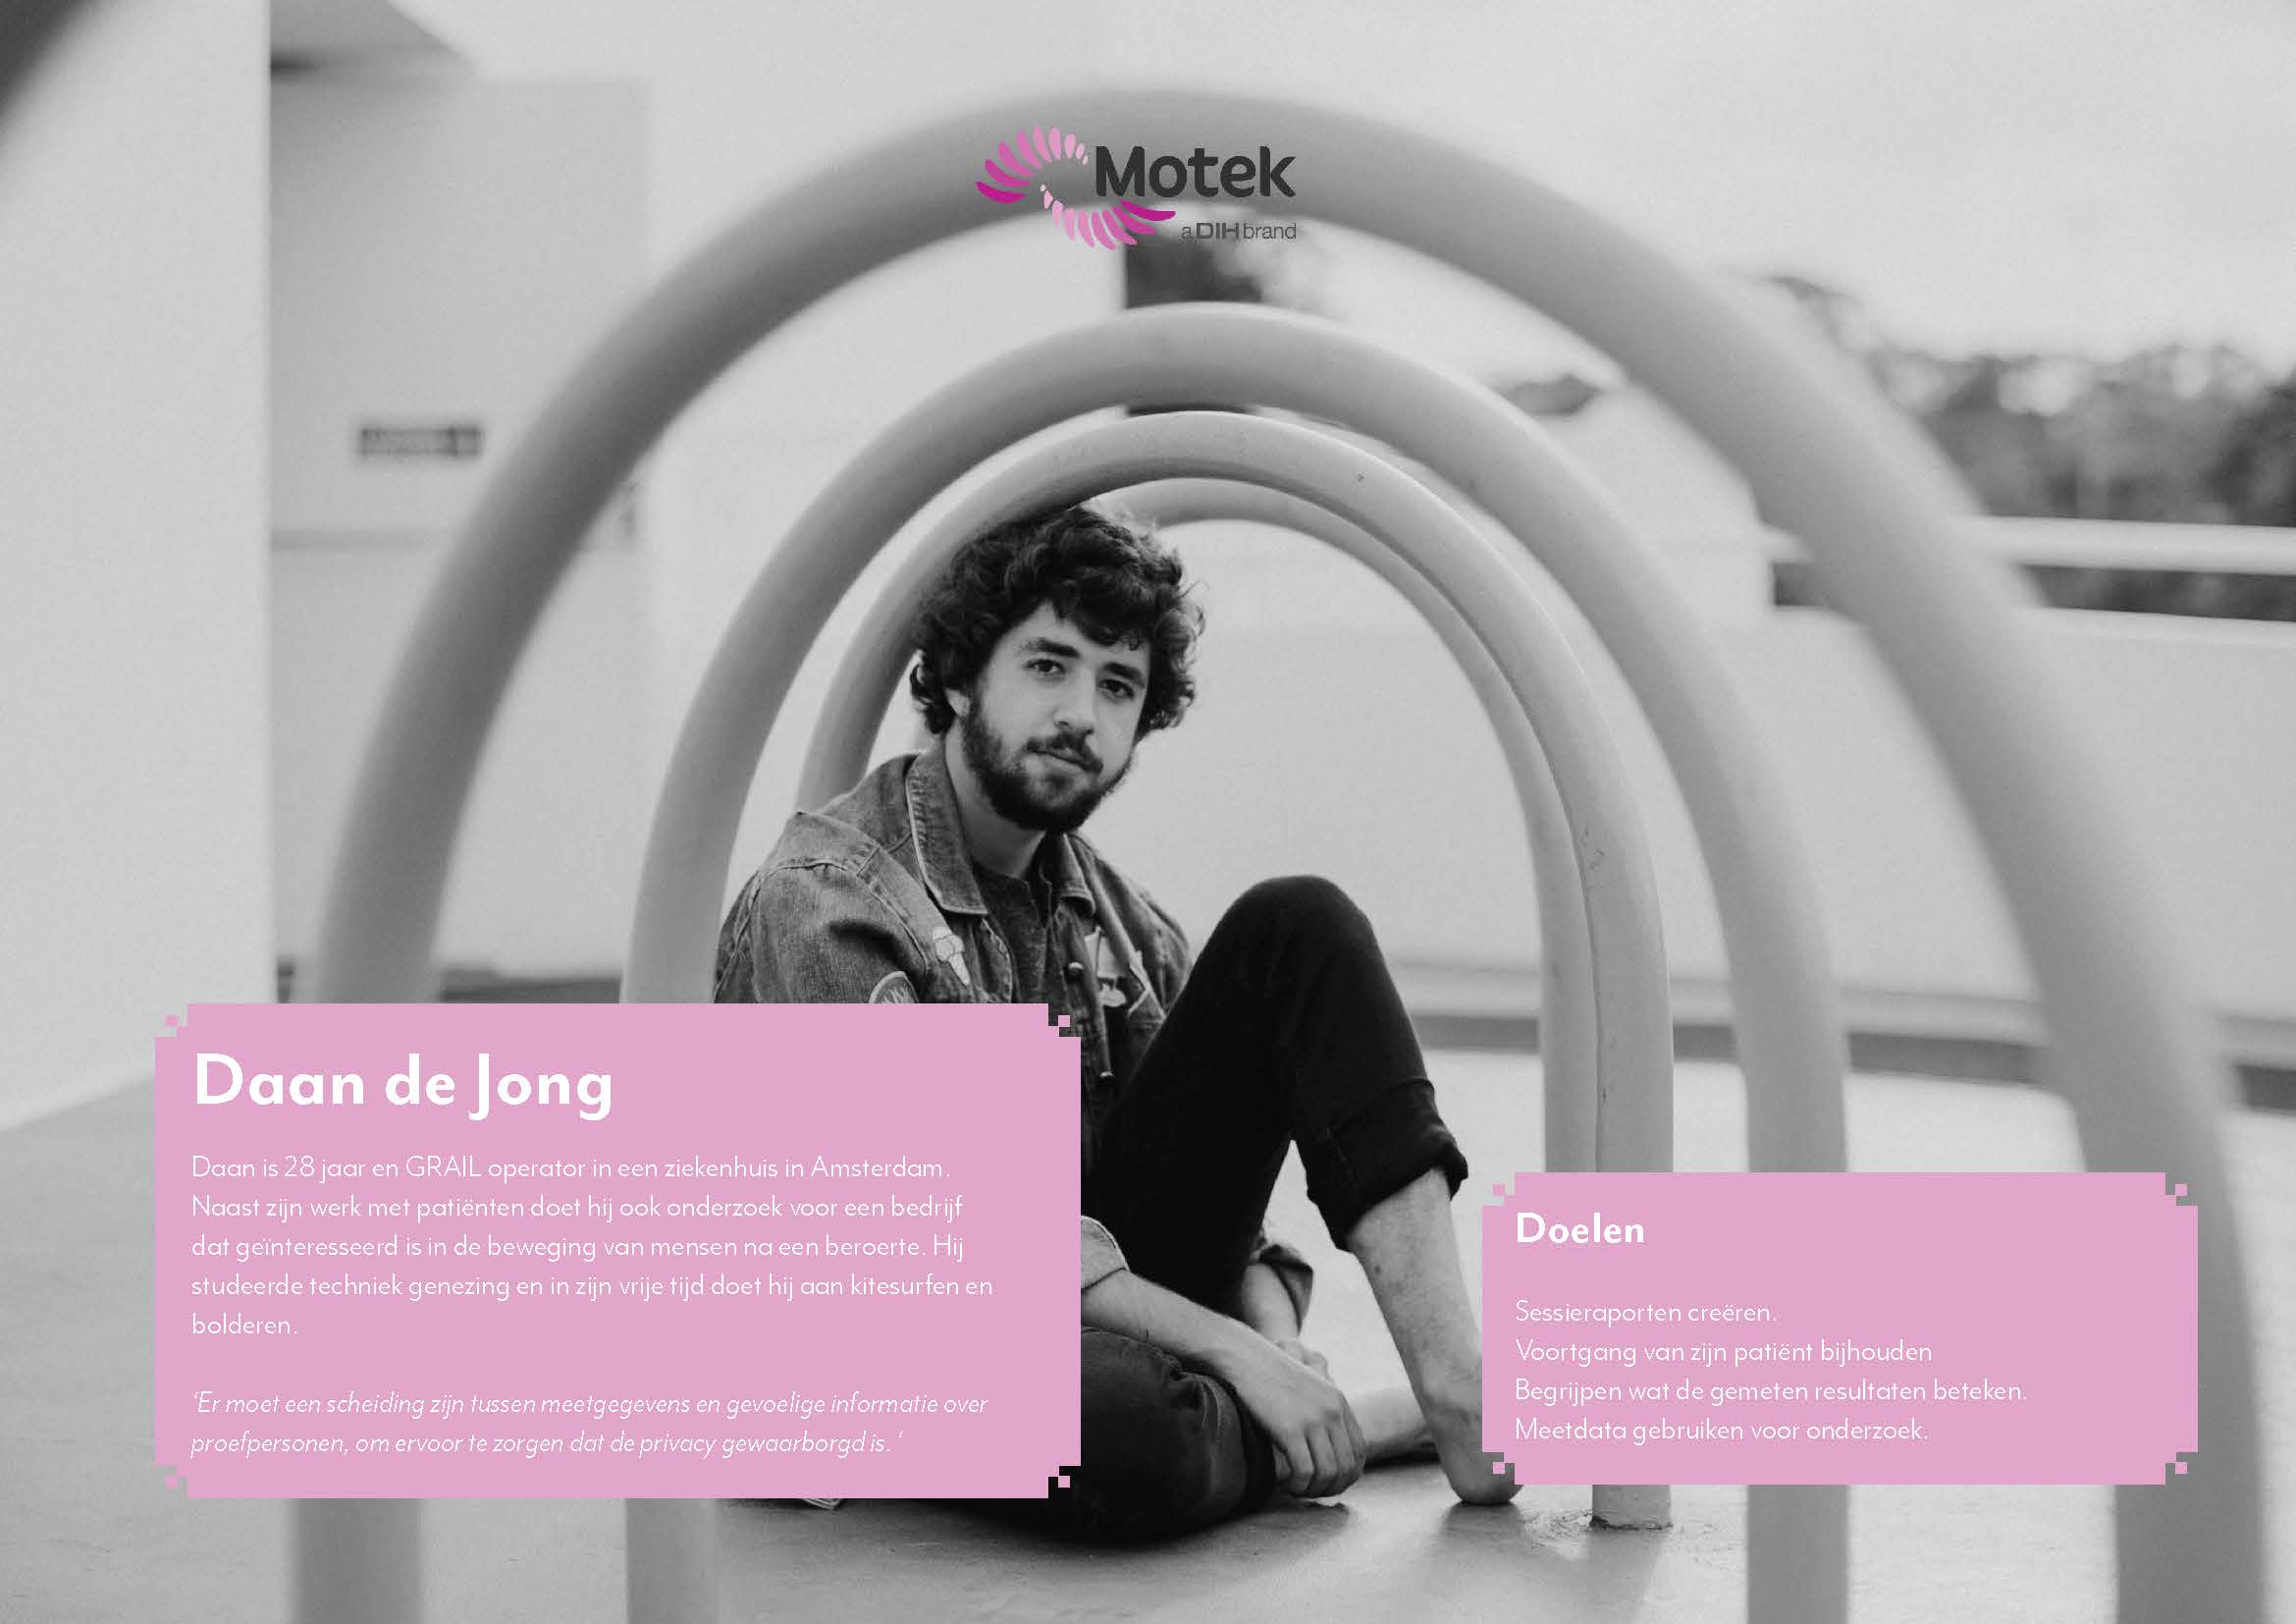 Motek
a DIH brand
Daan de Jong
Daan is 28 jaar en GRAIL operator in een ziekenhuis in Amsterdam.
Naast zijn werk met patiënten doet hij ook onderzoek voor een bedrijf
dat geïnteresseerd is in de beweging van mensen na een beroerte. Hij
studeerde techniek genezing en in zijn vrije tijd doet hij aan kitesurfen en
bolderen.
‘Er moet een scheiding zijn tussen meetgegevens en gevoelige informatie over
proefpersonen, om ervoor te zorgen dat de privacy gewaarborgd is. ‘
Doelen
Sessieraporten creëren.
Voortgang van zijn patiënt bijhouden
Begrijpen wat de gemeten resultaten beteken.
Meetdata gebruiken voor onderzoek.